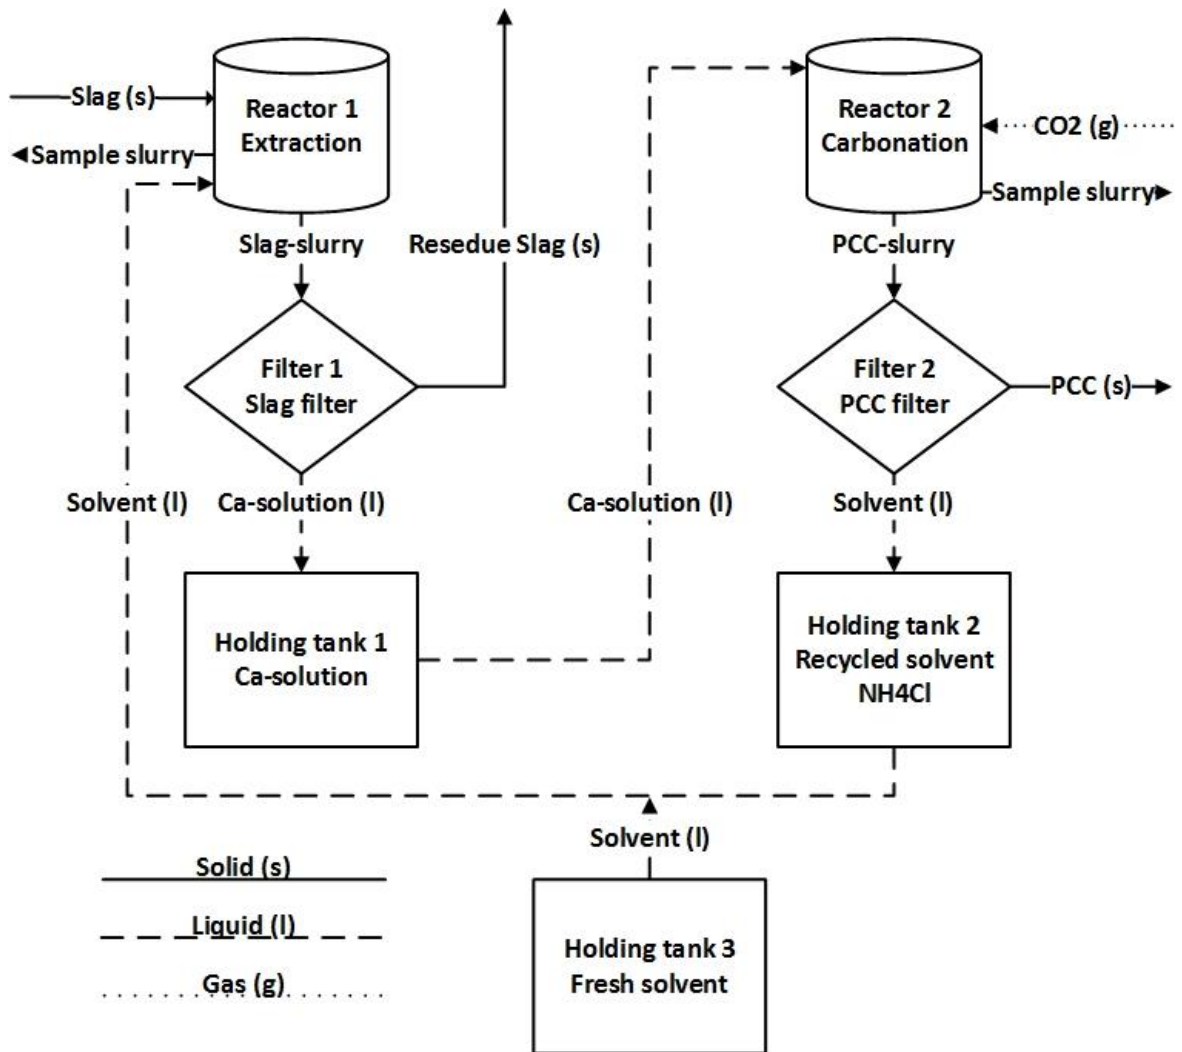 Slag (s)
Sample slurry
Reactor 1
Extraction
Reactor 2
Carbonation
CO2 (g)
Sample slurry
Slag-slurry
Resedue Slag (s)
PCC-slurry
Filter 1
Slag filter
Filter 2
PCC filter
PCC (s)
Solvent (l)
Ca-solution (l)
Ca-solution (l)
Solvent (l)
Holding tank 1
Ca-solution
Holding tank 2
Recycled solvent
NH4Cl
Solvent (l)
Solid (s)
Liquid (l)
Gas (g)
Holding tank 3
Fresh solvent